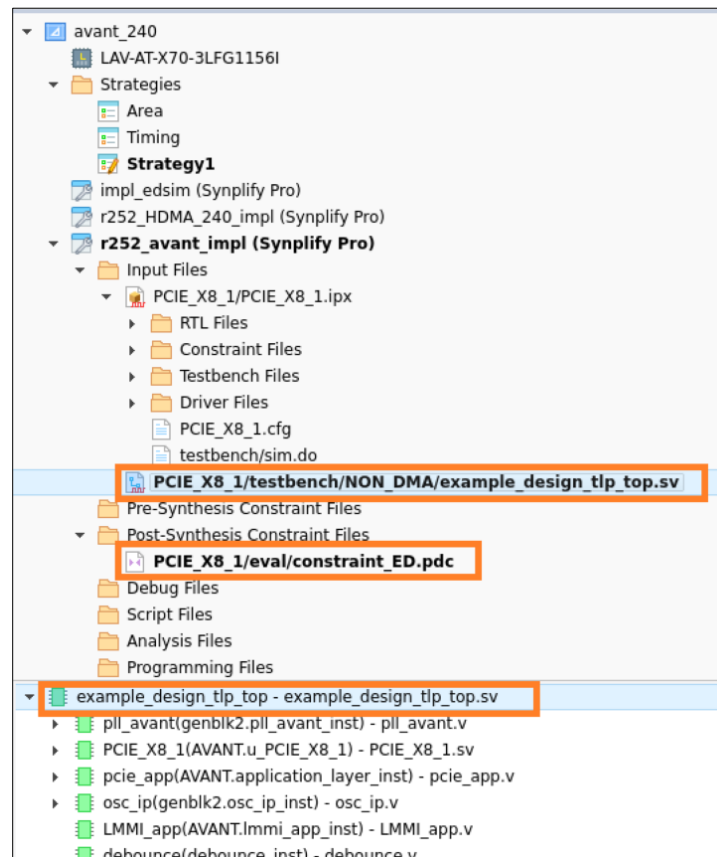 avant_240
LAV-AT-X70-3LFG1156I
Strategies
Area
Timing
Strategy1
impl_edsim (Synplify Pro)
r252_HDMA_240_impl (Synplify Pro)
r252_avant_impl (Synplify Pro)
Input Files
PCIE_X8_1/PCIE_X8_1.ipx
RTL Files
Constraint Files
Testbench Files
Driver Files
PCIE_X8_1.cfg
testbench/sim.do
PCIE_X8_1/testbench/NON_DMA/example_design_tlp_top.sv
Pre-Synthesis Constraint Files
Post-Synthesis Constraint Files
PCIE_X8_1/eval/constraint_ED.pdc
Debug Files
Script Files
Analysis Files
Programming Files
example_design_tlp_top - example_design_tlp_top.sv
pll_avant(genblk2.pll_avant_inst) - pll_avant.v
PCIE_X8_1(AVANT.u_PCIE_X8_1) - PCIE_X8_1.sv
pcie_app(AVANT.application_layer_inst) - pcie_app.v
osc_ip(genblk2.osc_ip_inst) - osc_ip.v
LMMI_app(AVANT.lmmi_app_inst) - LMMI_app.v
debounce(debounce_inst) - debounce.v